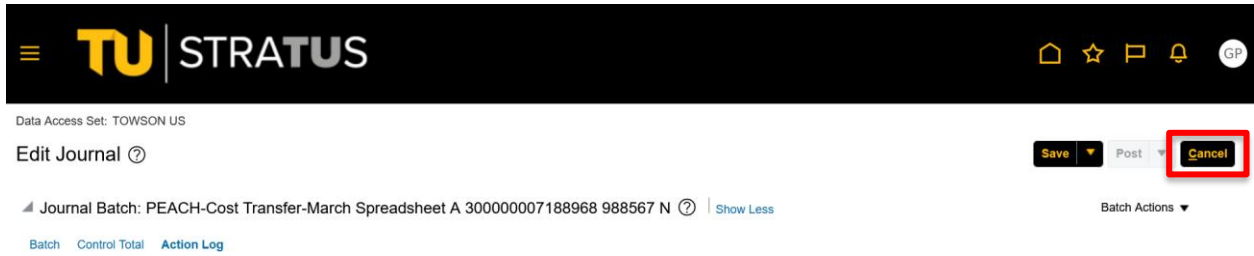 TU STRATUS
GP
Data Access Set: TOWSON US
Edit Journal ?
Save Post Cancel
Journal Batch: PEACH-Cost Transfer-March Spreadsheet A 300000007188968 988567 N ? Show Less
Batch Actions
Batch Control Total Action Log